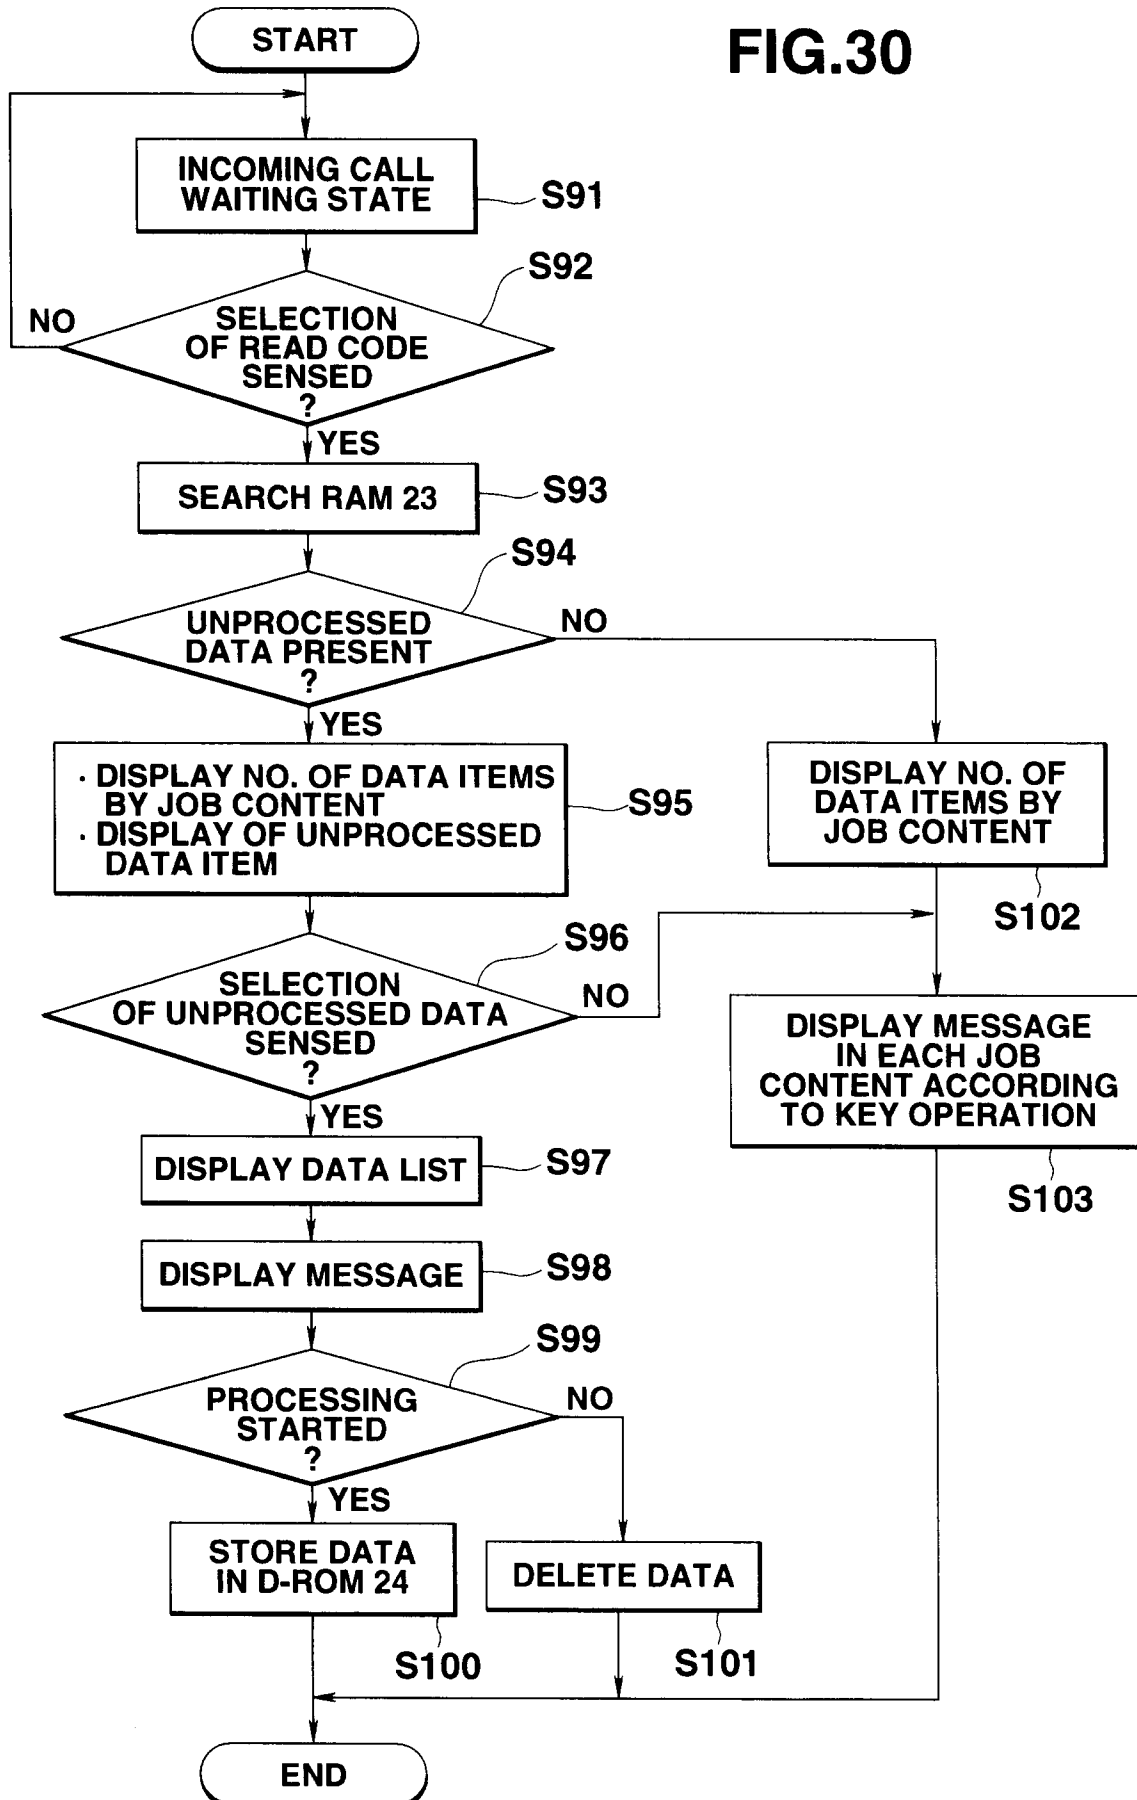 FIG.30
START
INCOMING CALL
WAITING STATE
S91
S92
NO
SELECTION
OF READ CODE
SENSED
?
YES
SEARCH RAM 23
S93
S94
UNPROCESSED
DATA PRESENT
?
NO
YES
· DISPLAY NO. OF DATA ITEMS
BY JOB CONTENT
· DISPLAY OF UNPROCESSED
DATA ITEM
S95
DISPLAY NO. OF
DATA ITEMS BY
JOB CONTENT
S102
S96
SELECTION
OF UNPROCESSED DATA
SENSED
?
NO
YES
DISPLAY MESSAGE
IN EACH JOB
CONTENT ACCORDING
TO KEY OPERATION
S103
DISPLAY DATA LIST
S97
DISPLAY MESSAGE
S98
S99
PROCESSING
STARTED
?
NO
YES
STORE DATA
IN D-ROM 24
S100
DELETE DATA
S101
END